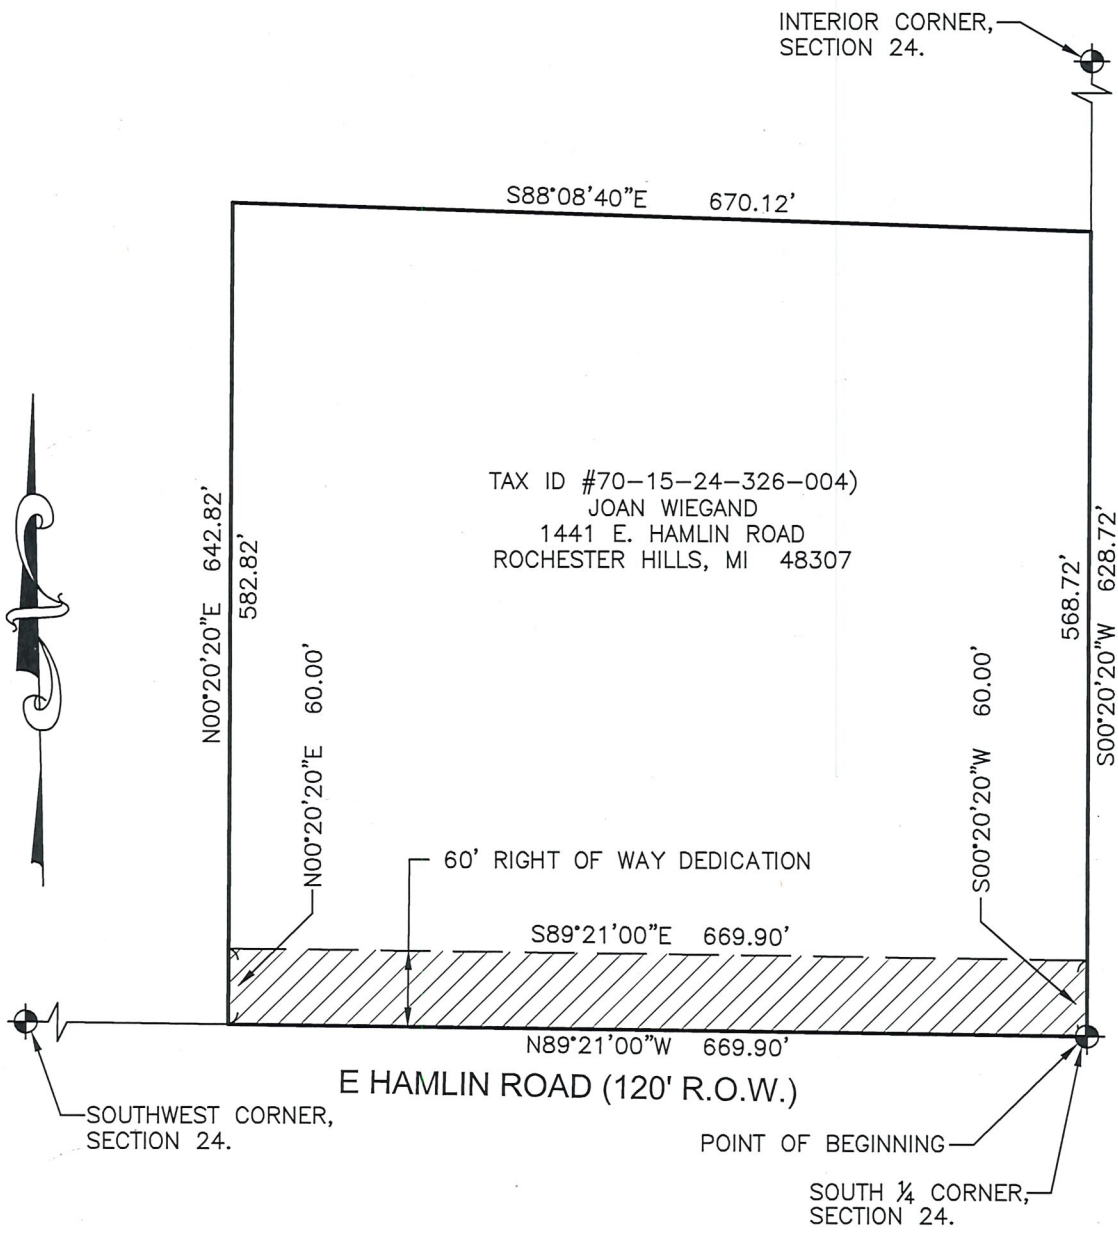 INTERIOR CORNER,
SECTION 24.
S88°08'40"E 670.12'
TAX ID #70-15-24-326-004)
JOAN WIEGAND
1441 E. HAMLIN ROAD
ROCHESTER HILLS, MI 48307
N00°20'20"E 642.82'
582.82'
N00°20'20"E 60.00'
568.72'
S00°20'20"W 628.72'
S00°20'20"W 60.00'
60' RIGHT OF WAY DEDICATION
S89°21'00"E 669.90'
N89°21'00"W 669.90'
E HAMLIN ROAD (120' R.O.W.)
SOUTHWEST CORNER,
SECTION 24.
POINT OF BEGINNING
SOUTH ¼ CORNER,
SECTION 24.